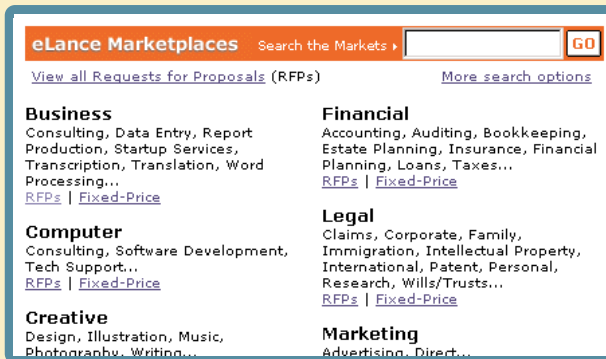 eLance Marketplaces Search the Markets GO
View all Requests for Proposals (RFPs) More search options
Business
Consulting, Data Entry, Report
Production, Startup Services,
Transcription, Translation, Word
Processing...
RFPs | Fixed-Price
Computer
Consulting, Software Development,
Tech Support...
RFPs | Fixed-Price
Creative
Design, Illustration, Music,
Photography, Writing...
Financial
Accounting, Auditing, Bookkeeping,
Estate Planning, Insurance, Financial
Planning, Loans, Taxes...
RFPs | Fixed-Price
Legal
Claims, Corporate, Family,
Immigration, Intellectual Property,
International, Patent, Personal,
Research, Wills/Trusts...
RFPs | Fixed-Price
Marketing
Advertising, Direct...